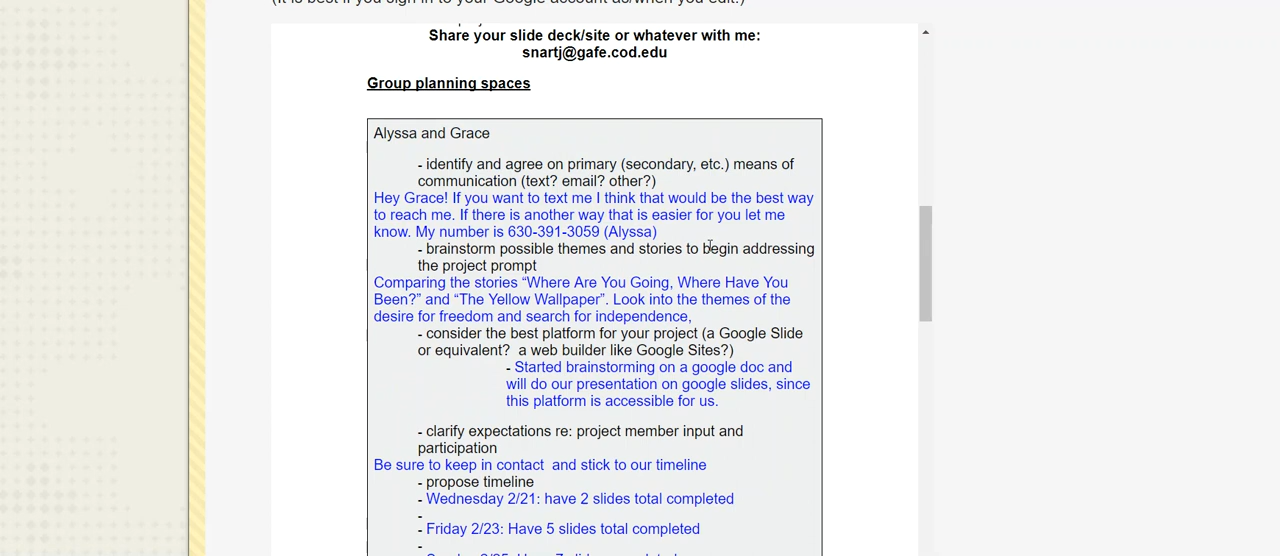 Share your slide deck/site or whatever with me:
snartj@gafe.cod.edu
Group planning spaces
Alyssa and Grace
- identify and agree on primary (secondary, etc.) means of
communication (text? email? other?)
Hey Grace! If you want to text me I think that would be the best way
to reach me. If there is another way that is easier for you let me
know. My number is 630-391-3059 (Alyssa)
- brainstorm possible themes and stories to begin addressing
the project prompt
Comparing the stories “Where Are You Going, Where Have You
Been?” and “The Yellow Wallpaper”. Look into the themes of the
desire for freedom and search for independence,
- consider the best platform for your project (a Google Slide
or equivalent?  a web builder like Google Sites?)
- Started brainstorming on a google doc and
will do our presentation on google slides, since
this platform is accessible for us.
- clarify expectations re: project member input and
participation
Be sure to keep in contact  and stick to our timeline
- propose timeline
- Wednesday 2/21: have 2 slides total completed
-
- Friday 2/23: Have 5 slides total completed
-